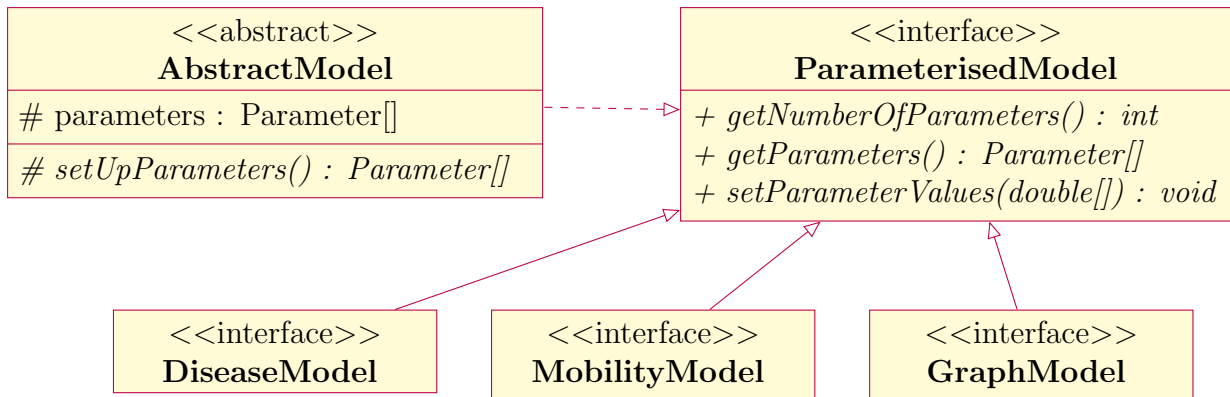 <<abstract>>
AbstractModel
# parameters : Parameter[]
# setUpParameters() : Parameter[]
<<interface>>
ParameterisedModel
+ getNumberOfParameters() : int
+ getParameters() : Parameter[]
+ setParameterValues(double[]) : void
<<interface>>
DiseaseModel
<<interface>>
MobilityModel
<<interface>>
GraphModel